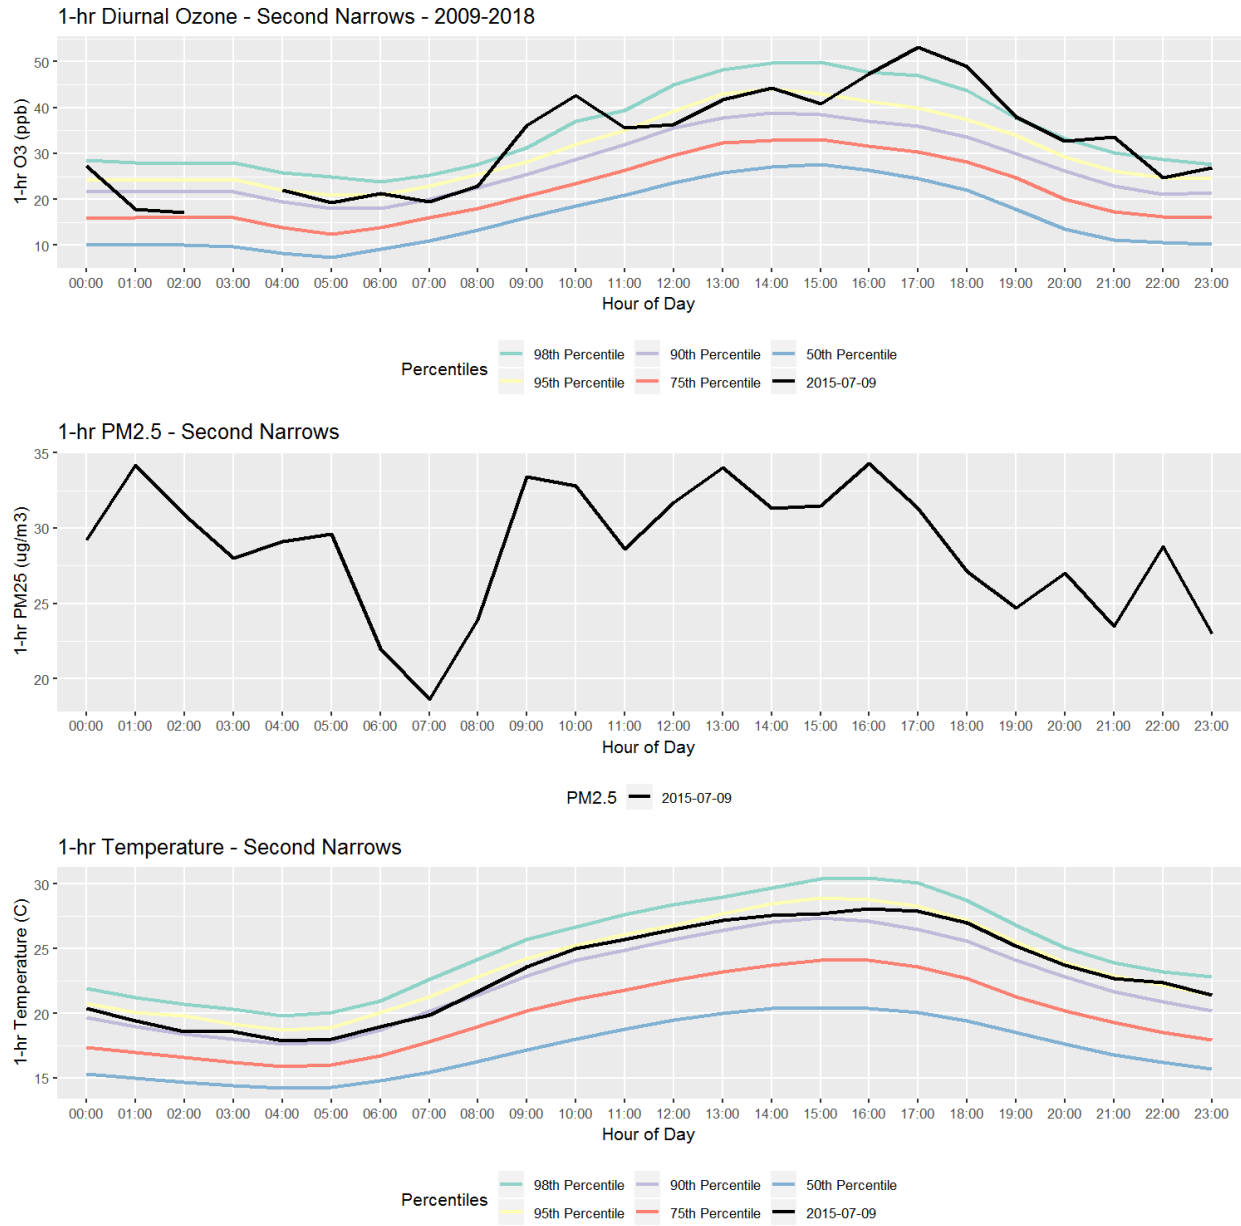 1-hr Diurnal Ozone - Second Narrows - 2009-2018
1-hr O3 (ppb)
50
40
30
20
10
00:00 01:00 02:00 03:00 04:00 05:00 06:00 07:00 08:00 09:00 10:00 11:00 12:00 13:00 14:00 15:00 16:00 17:00 18:00 19:00 20:00 21:00 22:00 23:00
Hour of Day
Percentiles
98th Percentile 90th Percentile 50th Percentile
95th Percentile 75th Percentile 2015-07-09
1-hr PM2.5 - Second Narrows
1-hr PM25 (ug/m3)
35
30
25
20
00:00 01:00 02:00 03:00 04:00 05:00 06:00 07:00 08:00 09:00 10:00 11:00 12:00 13:00 14:00 15:00 16:00 17:00 18:00 19:00 20:00 21:00 22:00 23:00
Hour of Day
PM2.5 2015-07-09
1-hr Temperature - Second Narrows
1-hr Temperature (C)
30
25
20
15
00:00 01:00 02:00 03:00 04:00 05:00 06:00 07:00 08:00 09:00 10:00 11:00 12:00 13:00 14:00 15:00 16:00 17:00 18:00 19:00 20:00 21:00 22:00 23:00
Hour of Day
Percentiles
98th Percentile 90th Percentile 50th Percentile
95th Percentile 75th Percentile 2015-07-09